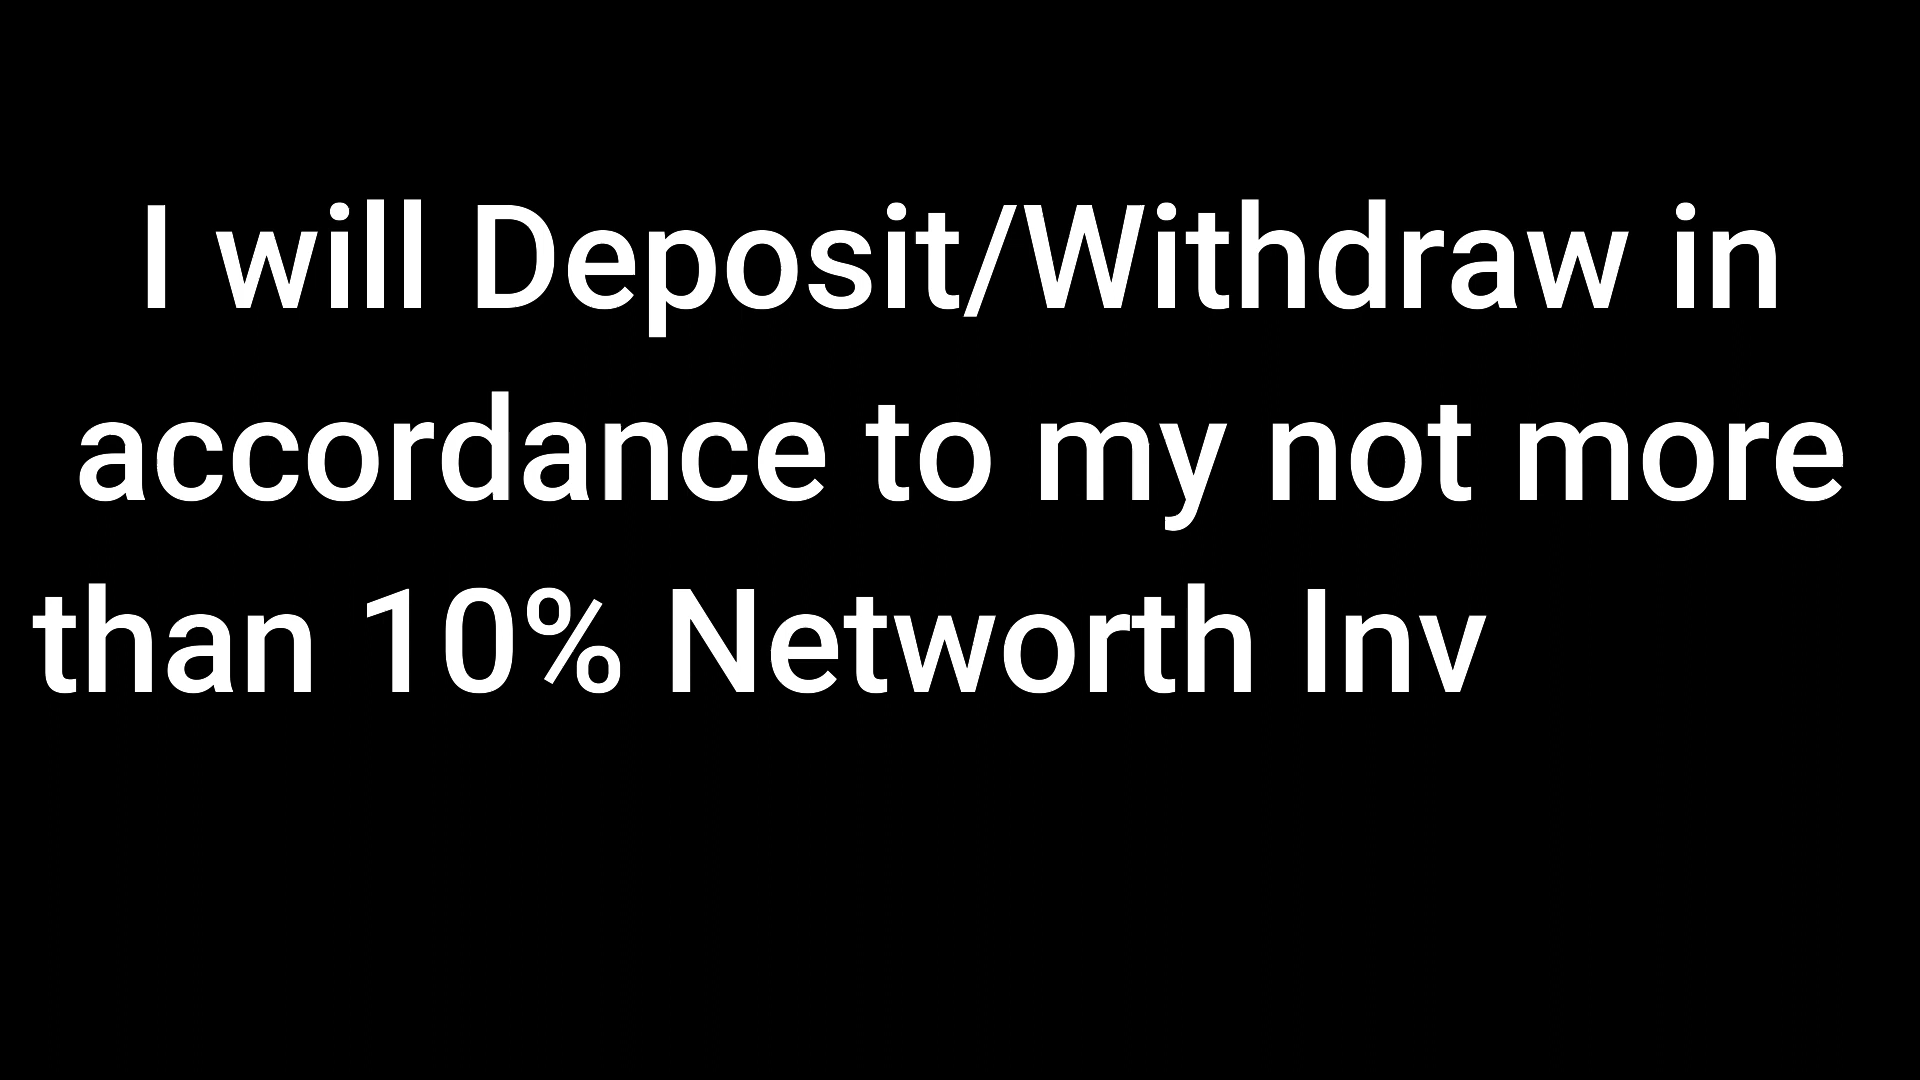 I will Deposit/Withdraw in
accordance to my not more
than 10% Networth Inv